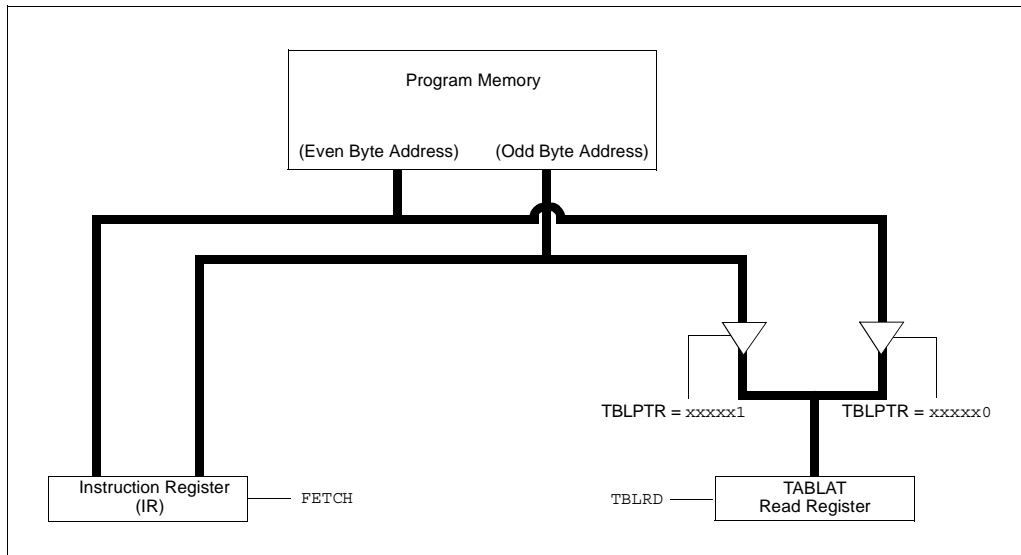 Program Memory
(Even Byte Address) (Odd Byte Address)
TBLPTR = xxxxx1 TBLPTR = xxxxx0
Instruction Register
(IR)
FETCH
TBLRD
TABLAT
Read Register